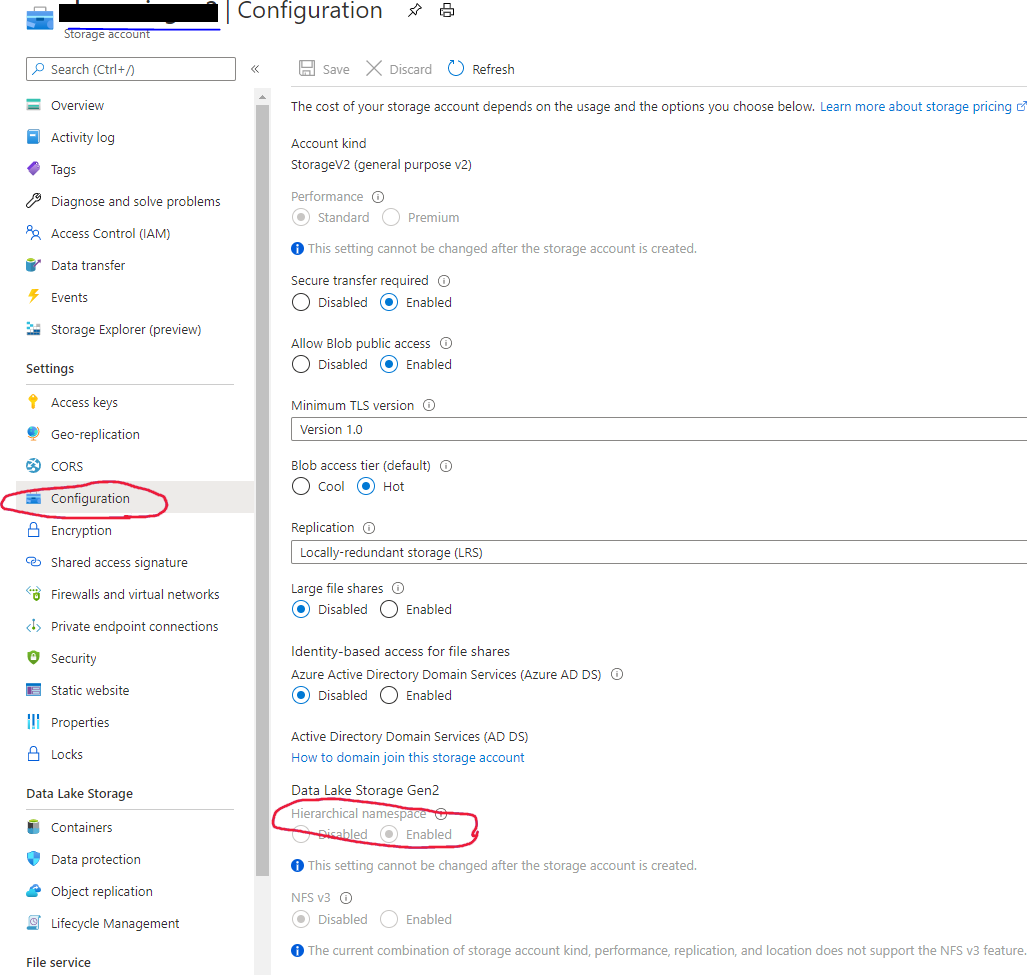 | Configuration
Storage account
Search (Ctrl+/)
«
Overview
Activity log
Tags
Diagnose and solve problems
Access Control (IAM)
Data transfer
Events
Storage Explorer (preview)
Settings
Access keys
Geo-replication
CORS
Configuration
Encryption
Shared access signature
Firewalls and virtual networks
Private endpoint connections
Security
Static website
Properties
Locks
Data Lake Storage
Containers
Data protection
Object replication
Lifecycle Management
File service
Save Discard Refresh
The cost of your storage account depends on the usage and the options you choose below. Learn more about storage pricing
Account kind
StorageV2 (general purpose v2)
Performance
Standard Premium
This setting cannot be changed after the storage account is created.
Secure transfer required
Disabled Enabled
Allow Blob public access
Disabled Enabled
Minimum TLS version
Version 1.0
Blob access tier (default)
Cool Hot
Replication
Locally-redundant storage (LRS)
Large file shares
Disabled Enabled
Identity-based access for file shares
Azure Active Directory Domain Services (Azure AD DS)
Disabled Enabled
Active Directory Domain Services (AD DS)
How to domain join this storage account
Data Lake Storage Gen2
Hierarchical namespace
Disabled Enabled
This setting cannot be changed after the storage account is created.
NFS v3
Disabled Enabled
The current combination of storage account kind, performance, replication, and location does not support the NFS v3 feature.